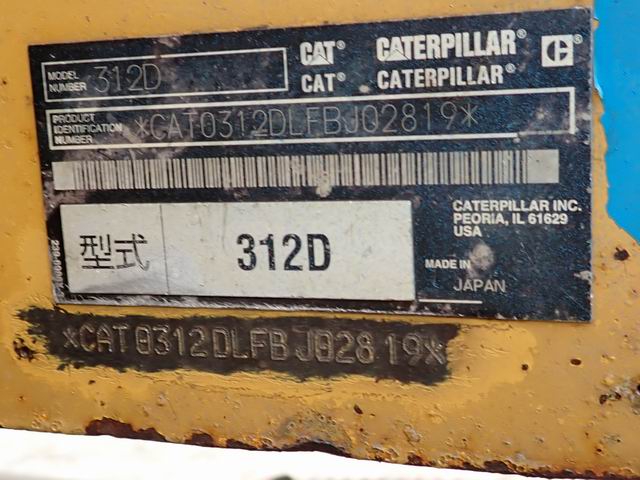 CAT® CATERPILLAR®
CAT® CATERPILLAR®
MODEL NUMBER 312D
PRODUCT IDENTIFICATION NUMBER *CAT0312DLFBJ02819*
CATERPILLAR INC.
PEORIA, IL 61629
USA
型式 312D
MADE IN
JAPAN
*CAT0312DLFBJ02819*